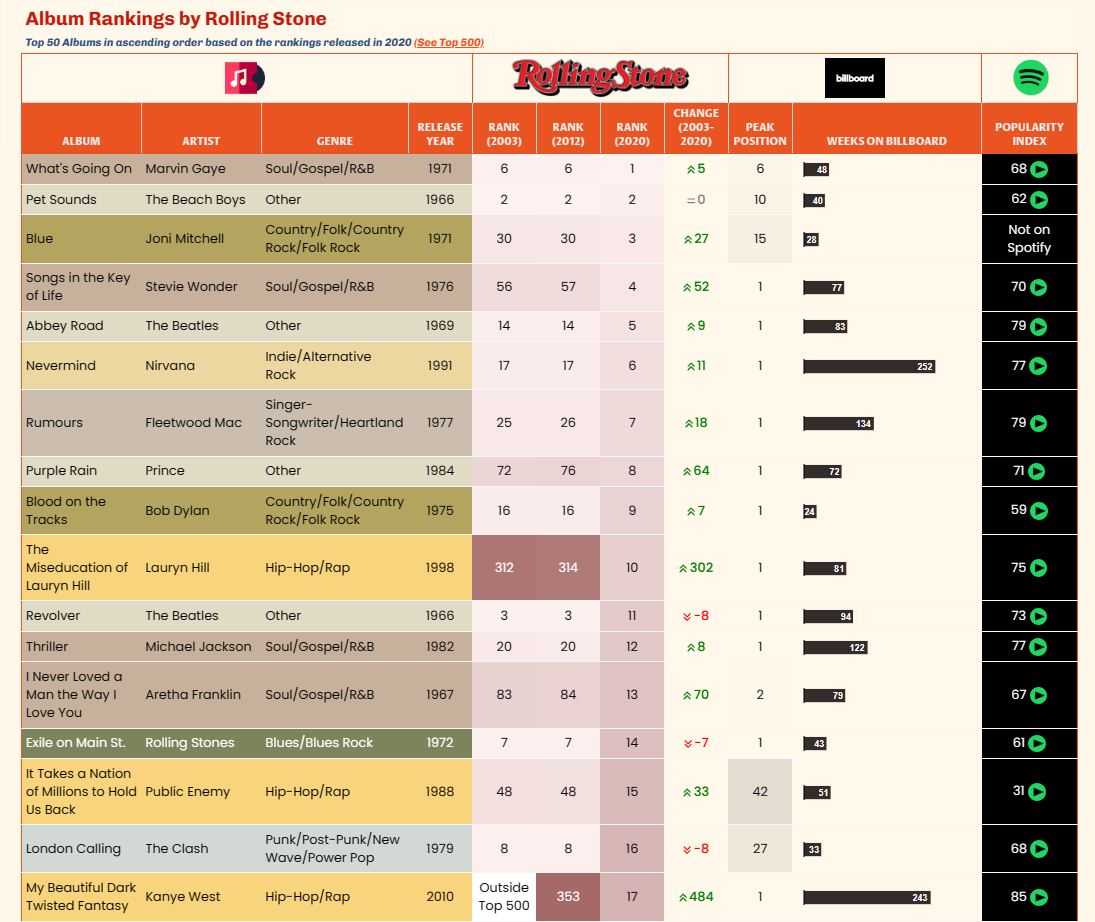 Album Rankings by Rolling Stone
Top 50 Albums in ascending order based on the rankings released in 2020 (See Top 500)
RollingStone billboard
ALBUM ARTIST GENRE RELEASE YEAR RANK (2003) RANK (2012) RANK (2020) CHANGE (2003-2020) PEAK POSITION WEEKS ON BILLBOARD POPULARITY INDEX
What's Going On Marvin Gaye Soul/Gospel/R&B 1971 6 6 1 5 6 48 68
Pet Sounds The Beach Boys Other 1966 2 2 2 =0 10 40 62
Blue Joni Mitchell Country/Folk/Country Rock/Folk Rock 1971 30 30 3 27 15 28 Not on Spotify
Songs in the Key of Life Stevie Wonder Soul/Gospel/R&B 1976 56 57 4 52 1 77 70
Abbey Road The Beatles Other 1969 14 14 5 9 1 83 79
Nevermind Nirvana Indie/Alternative Rock 1991 17 17 6 11 1 252 77
Rumours Fleetwood Mac Singer-Songwriter/Heartland Rock 1977 25 26 7 18 1 134 79
Purple Rain Prince Other 1984 72 76 8 64 1 72 71
Blood on the Tracks Bob Dylan Country/Folk/Country Rock/Folk Rock 1975 16 16 9 7 1 24 59
The Miseducation of Lauryn Hill Lauryn Hill Hip-Hop/Rap 1998 312 314 10 302 1 81 75
Revolver The Beatles Other 1966 3 3 11 -8 1 94 73
Thriller Michael Jackson Soul/Gospel/R&B 1982 20 20 12 8 1 122 77
I Never Loved a Man the Way I Love You Aretha Franklin Soul/Gospel/R&B 1967 83 84 13 70 2 79 67
Exile on Main St. Rolling Stones Blues/Blues Rock 1972 7 7 14 -7 1 43 61
It Takes a Nation of Millions to Hold Us Back Public Enemy Hip-Hop/Rap 1988 48 48 15 33 42 51 31
London Calling The Clash Punk/Post-Punk/New Wave/Power Pop 1979 8 8 16 -8 27 33 68
My Beautiful Dark Twisted Fantasy Kanye West Hip-Hop/Rap 2010 Outside Top 500 353 17 484 1 243 85